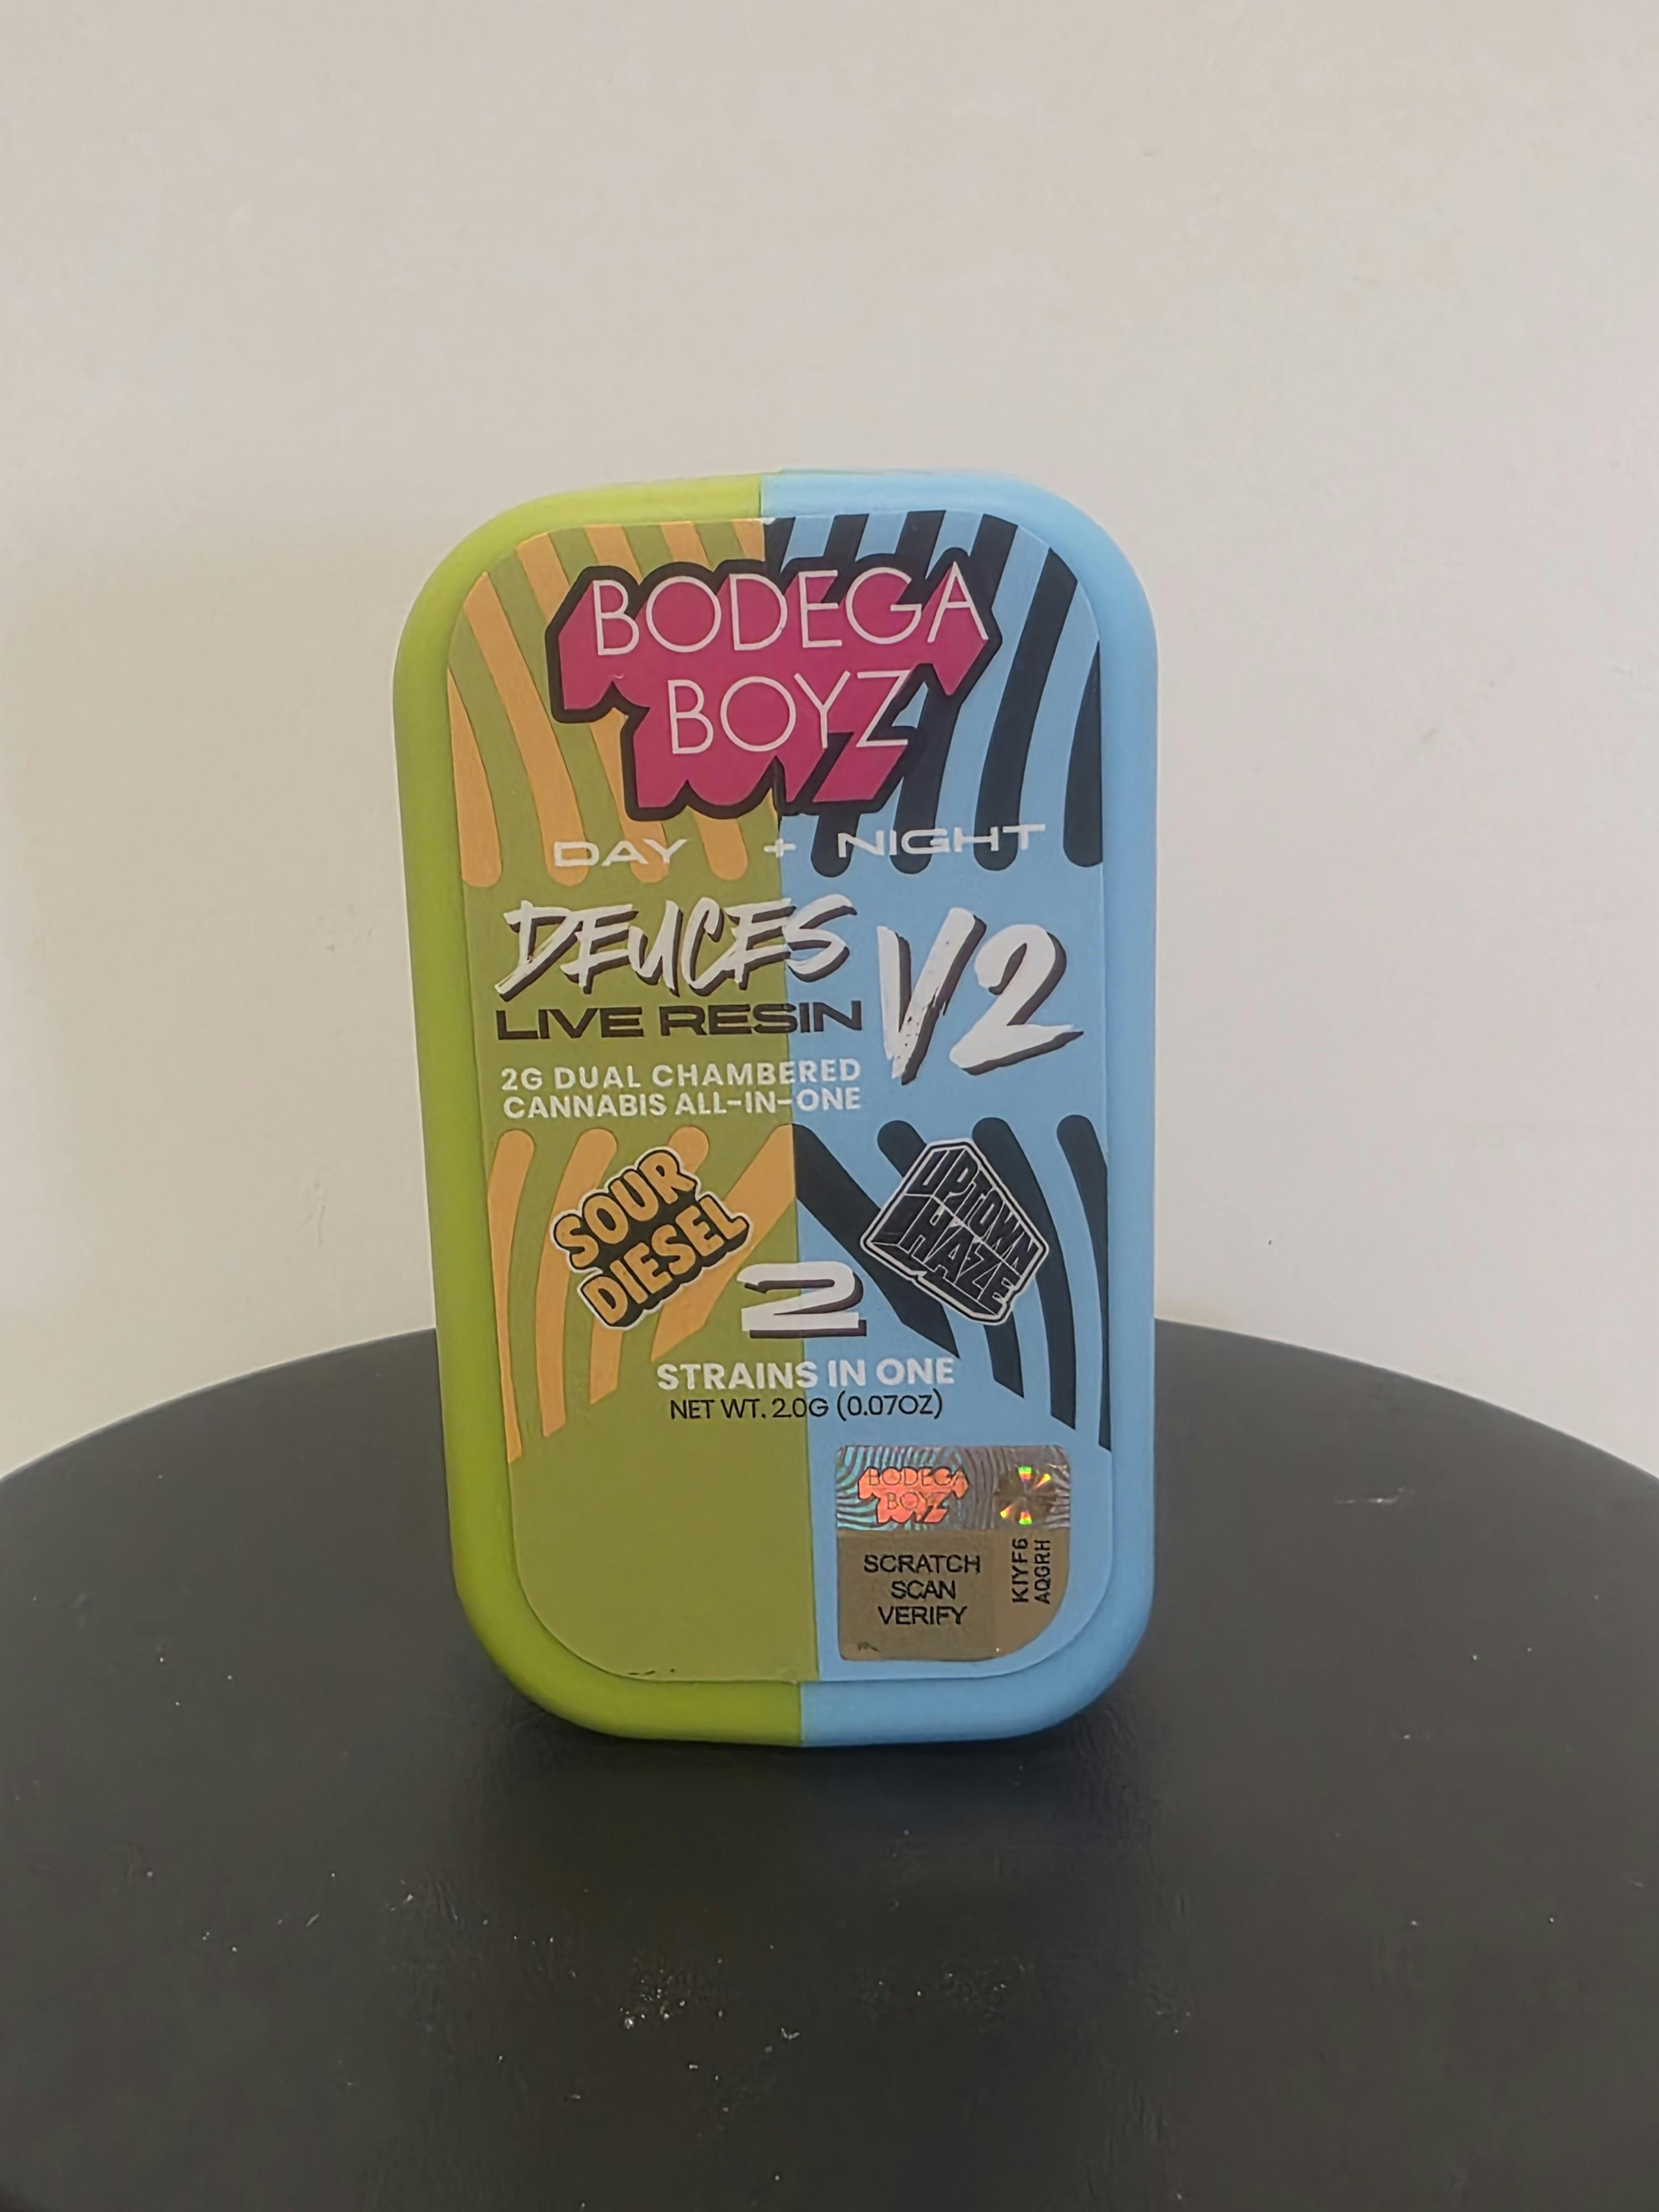 BODEGA
BOYZ
DAY + NIGHT
DEUCES V2
LIVE RESIN
2G DUAL CHAMBERED
CANNABIS ALL-IN-ONE
SOUR
DIESEL
UPTOWN
HAZE
2
STRAINS IN ONE
NET WT. 2.0G (0.07OZ)
BODEGA
BOYZ
SCRATCH
SCAN
VERIFY
KIYF6
AQGRH